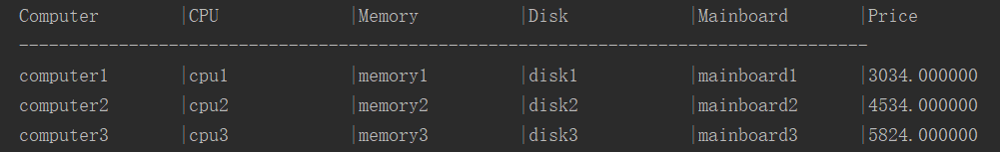 Computer         |CPU              |Memory           |Disk             |Mainboard        |Price
-------------------------------------------------------------------------------------
computer1        |cpu1             |memory1          |disk1            |mainboard1       |3034.000000
computer2        |cpu2             |memory2          |disk2            |mainboard2       |4534.000000
computer3        |cpu3             |memory3          |disk3            |mainboard3       |5824.000000